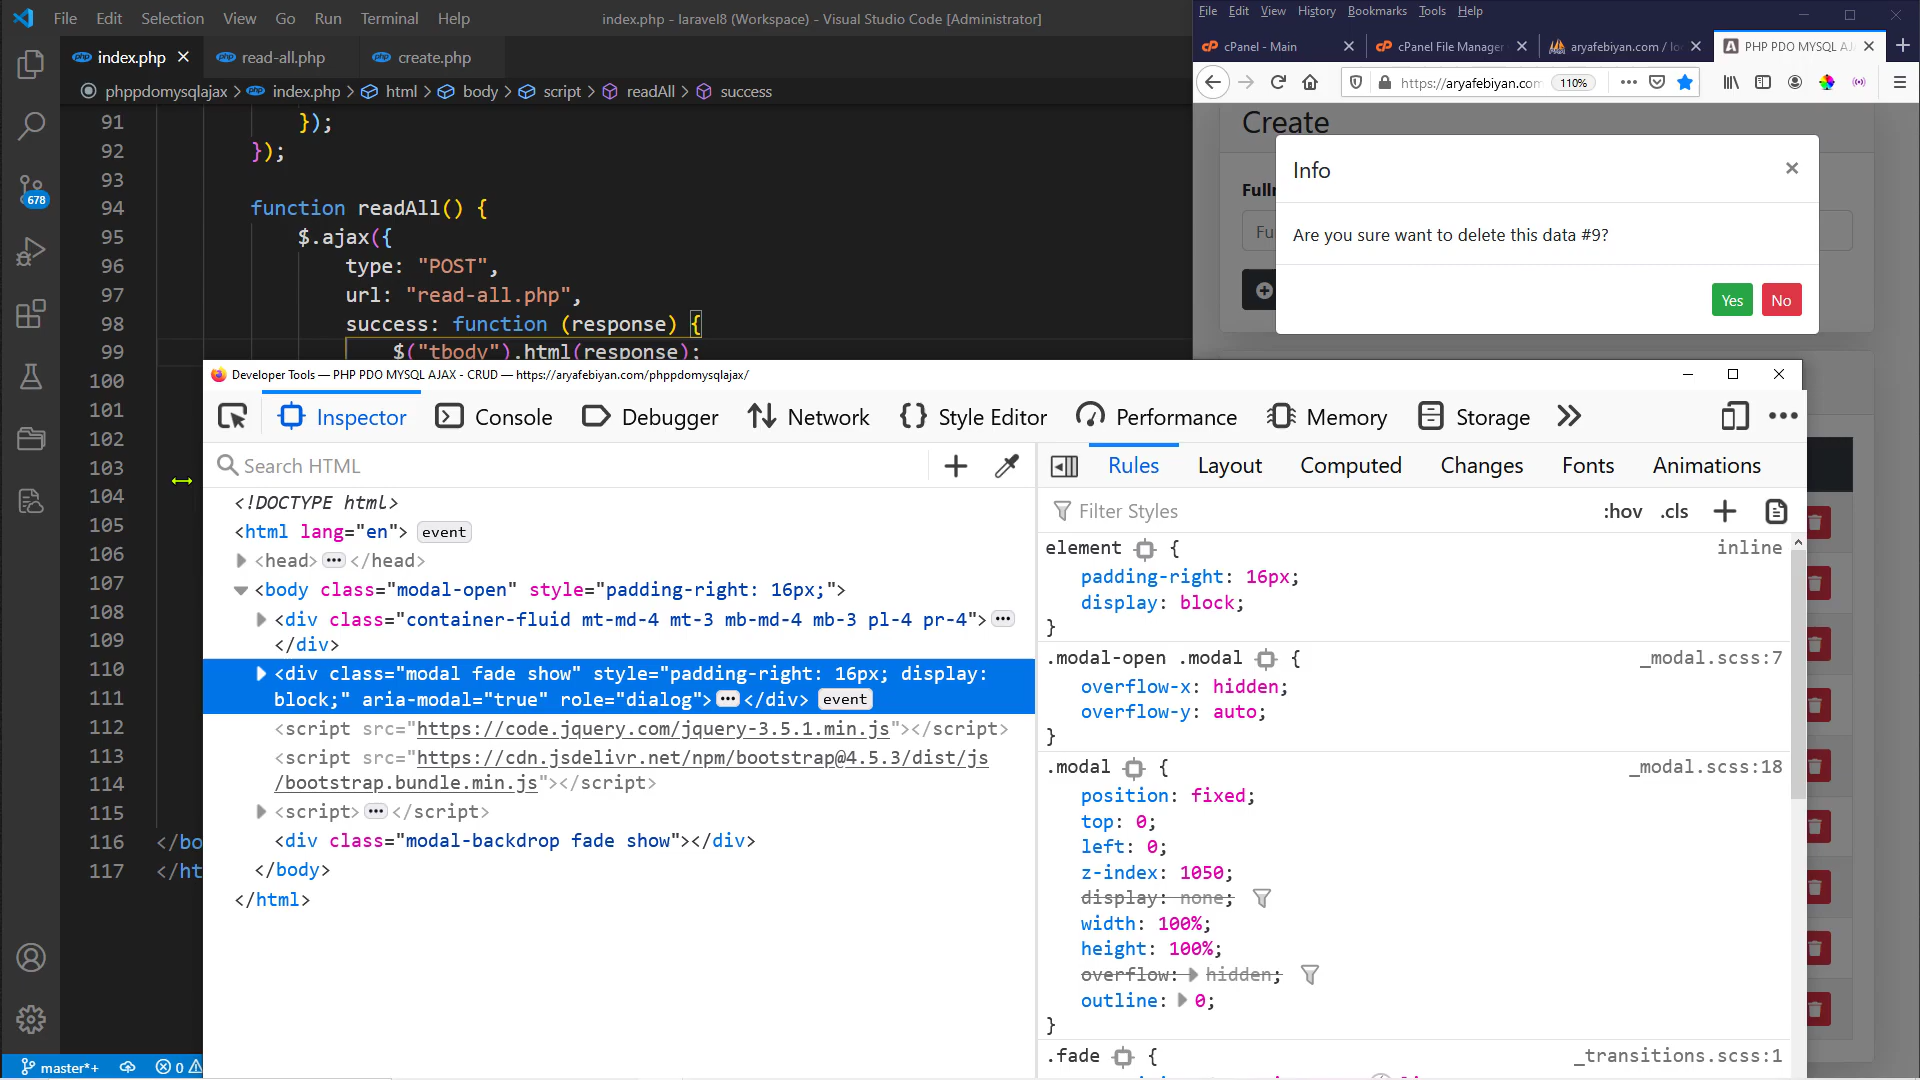 File Edit Selection View Go Run Terminal Help
index.php - laravel8 (Workspace) - Visual Studio Code [Administrator]
index.php read-all.php create.php
phppdomysqlajax > index.php > html > body > script > readAll > success
91 });
92 });
93
94 function readAll() {
95 $.ajax({
96 type: "POST",
97 url: "read-all.php",
98 success: function (response) {
99 $("tbody").html(response);
100
101
102
103
104
105
106
107
108
109
110
111
112
113
114
115
116 </bo
117 </ht
678
master*+ 0
File Edit View History Bookmarks Tools Help
cPanel - Main
cPanel File Manager
aryafebiyan.com / lo
PHP PDO MYSQL AJAX
https://aryafebiyan.com 110%
Create
Fulln
Fu
Info ×
Are you sure want to delete this data #9?
Yes No
Developer Tools — PHP PDO MYSQL AJAX - CRUD — https://aryafebiyan.com/phppdomysqlajax/
Inspector Console Debugger Network Style Editor Performance Memory Storage
Search HTML
<!DOCTYPE html>
<html lang="en"> event
<head> ••• </head>
<body class="modal-open" style="padding-right: 16px;">
<div class="container-fluid mt-md-4 mt-3 mb-md-4 mb-3 pl-4 pr-4"> •••
</div>
<div class="modal fade show" style="padding-right: 16px; display:
block;" aria-modal="true" role="dialog"> ••• </div> event
<script src="https://code.jquery.com/jquery-3.5.1.min.js"></script>
<script src="https://cdn.jsdelivr.net/npm/bootstrap@4.5.3/dist/js
/bootstrap.bundle.min.js"></script>
<script> ••• </script>
<div class="modal-backdrop fade show"></div>
</body>
</html>
Rules Layout Computed Changes Fonts Animations
Filter Styles :hov .cls
element { inline
padding-right: 16px;
display: block;
}
.modal-open .modal { _modal.scss:7
overflow-x: hidden;
overflow-y: auto;
}
.modal { _modal.scss:18
position: fixed;
top: 0;
left: 0;
z-index: 1050;
display: none;
width: 100%;
height: 100%;
overflow: hidden;
outline: 0;
}
.fade { _transitions.scss:1